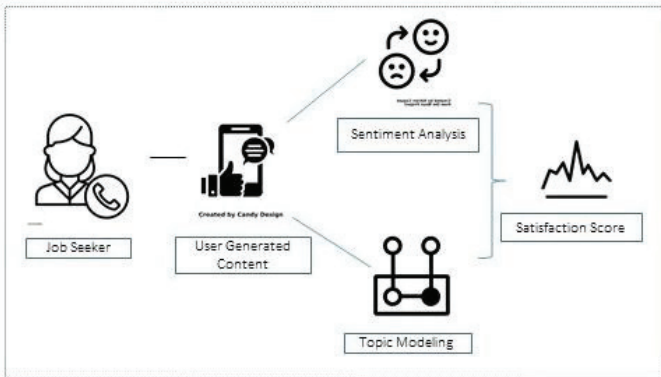 Sentiment Analysis
Created by Candy Design
Job Seeker
User Generated
Content
Satisfaction Score
Topic Modeling